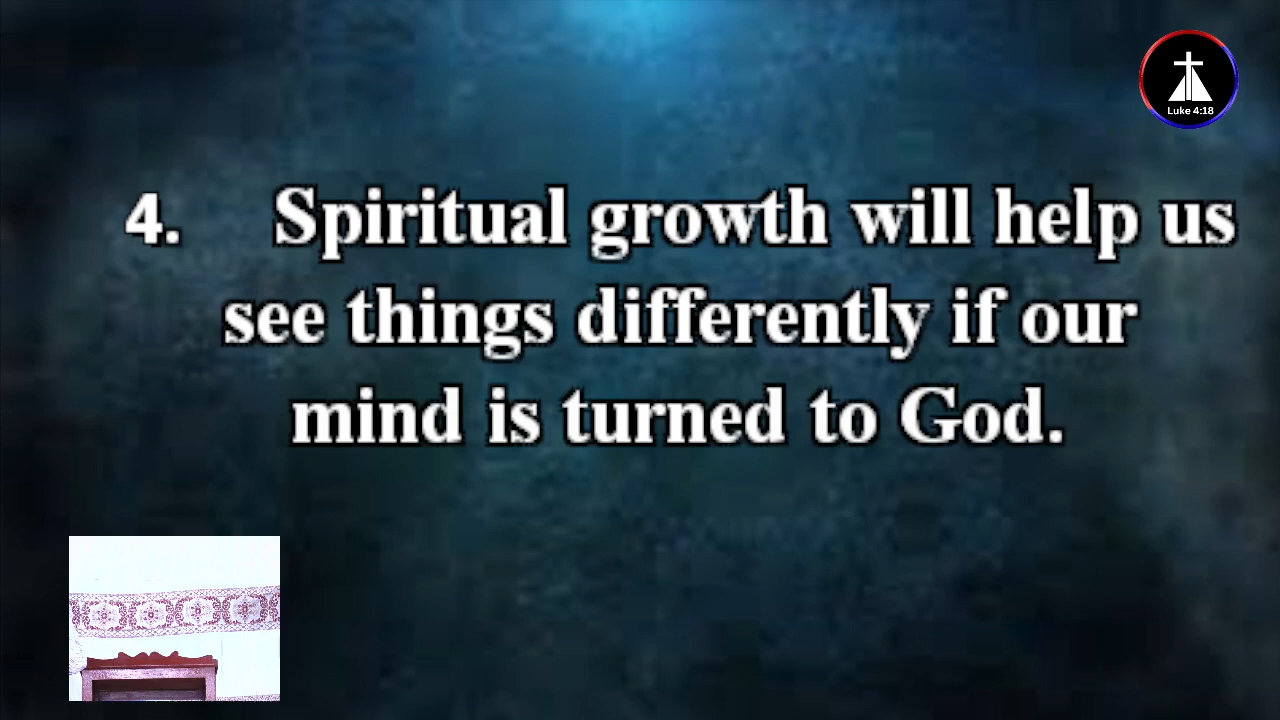 Luke 4:18
4. Spiritual growth will help us
see things differently if our
mind is turned to God.